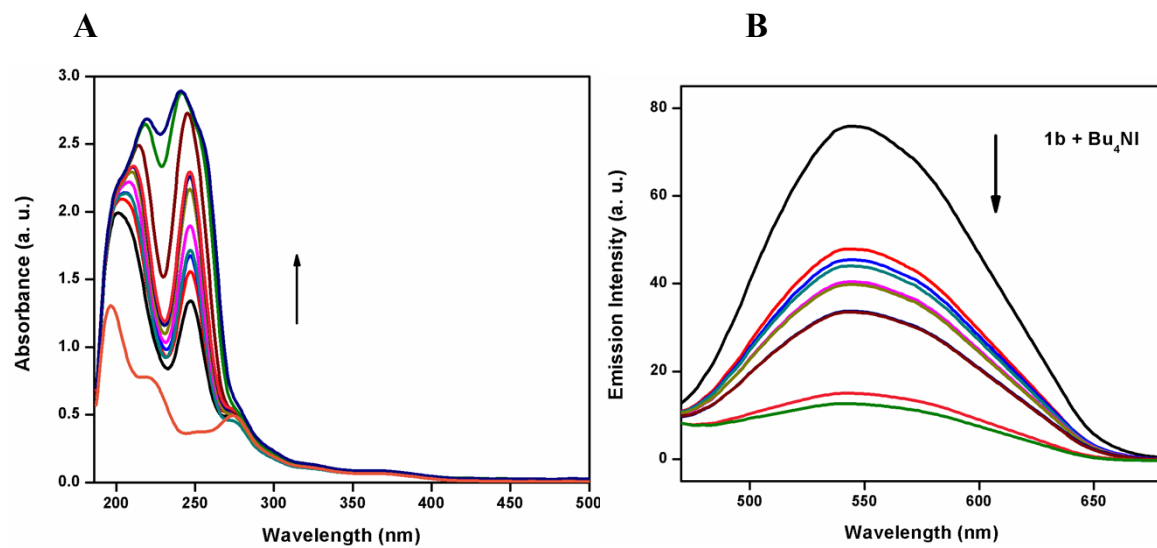 A
B
3.0
2.5
2.0
1.5
1.0
0.5
0.0
Absorbance (a. u.)
200 250 300 350 400 450 500
Wavelength (nm)
80
60
40
20
0
Emission Intensity (a. u.)
1b + Bu₄NI
500 550 600 650
Wavelength (nm)